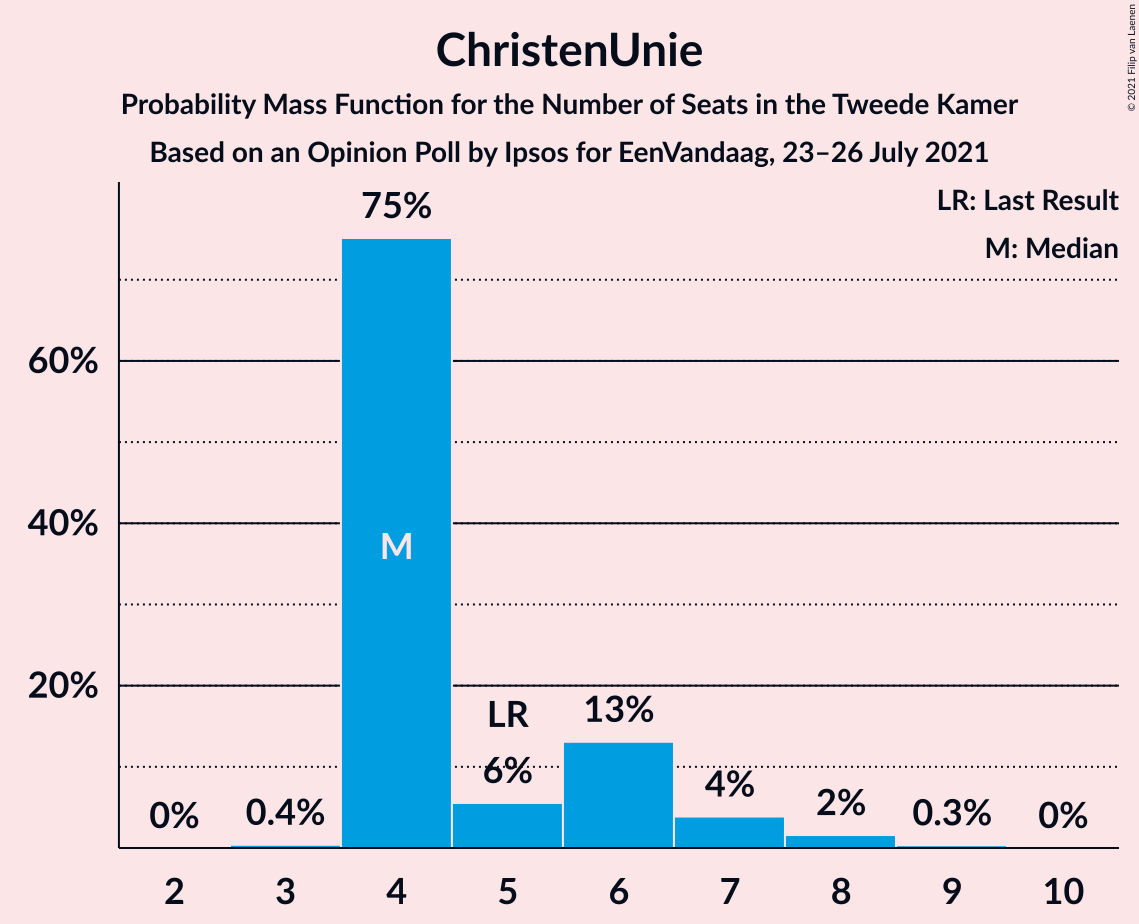 ChristenUnie
Probability Mass Function for the Number of Seats in the Tweede Kamer
Based on an Opinion Poll by Ipsos for EenVandaag, 23–26 July 2021
© 2021 Filip van Laenen
LR: Last Result
M: Median
75%
60%
40%
M
20%
LR
13%
6%
4%
2%
0%
0.4%
0.3%
0%
2 3 4 5 6 7 8 9 10